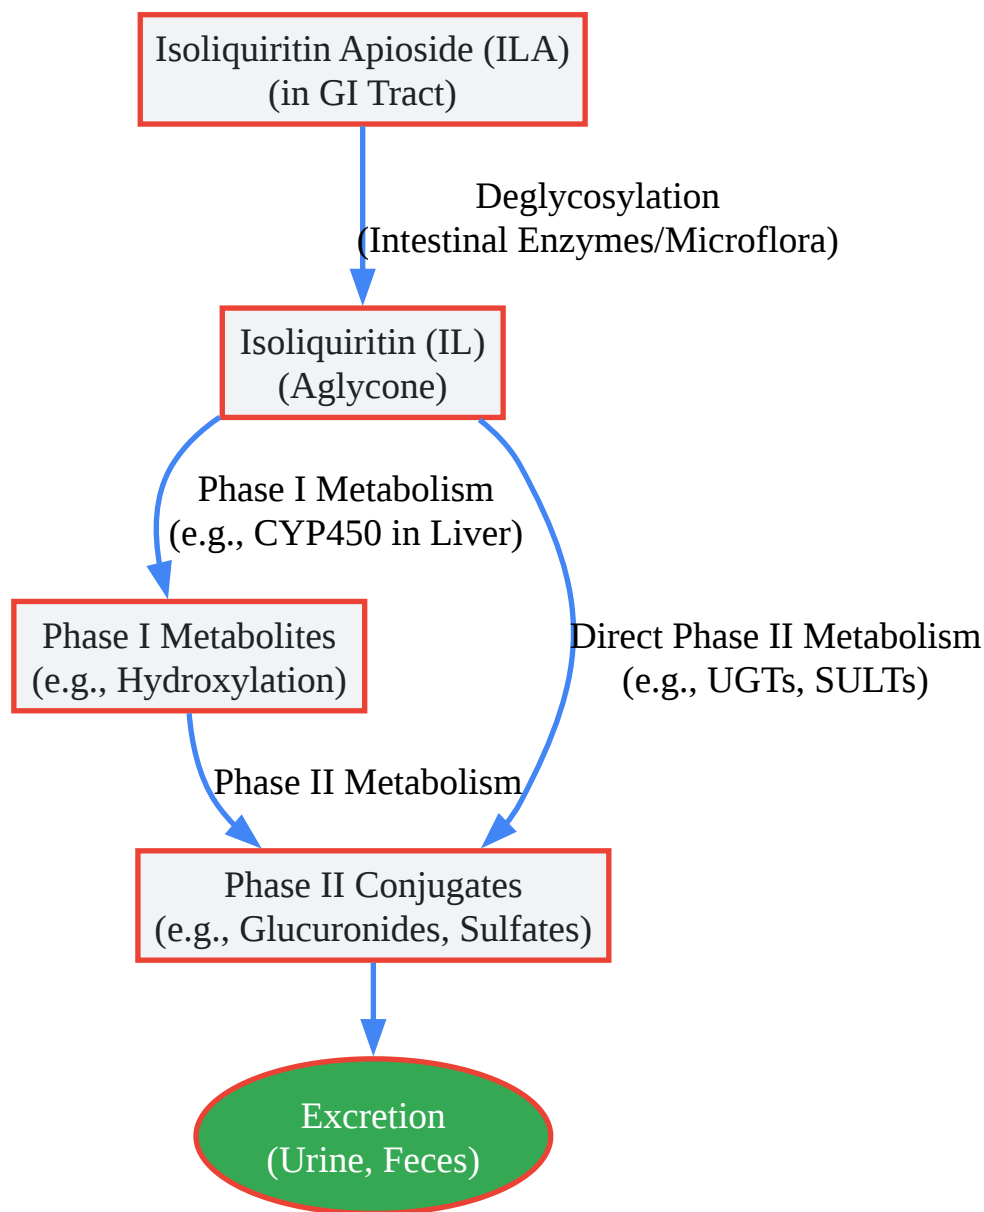 Isoliquiritin Apioside (ILA)
(in GI Tract)
Deglycosylation
(Intestinal Enzymes/Microflora)
Isoliquiritin (IL)
(Aglycone)
Phase I Metabolism
(e.g., CYP450 in Liver)
Phase I Metabolites
(e.g., Hydroxylation)
Direct Phase II Metabolism
(e.g., UGTs, SULTs)
Phase II Metabolism
Phase II Conjugates
(e.g., Glucuronides, Sulfates)
Excretion
(Urine, Feces)